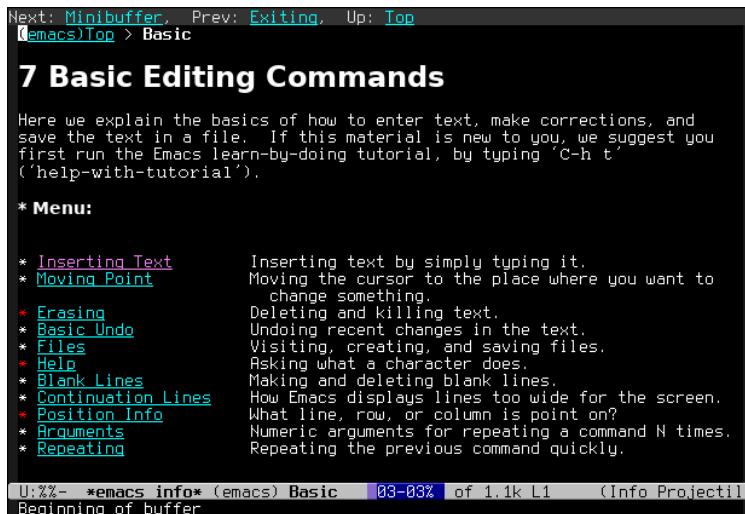 Next: Minibuffer,  Prev: Exiting,  Up: Top
(emacs)Top > Basic
7 Basic Editing Commands
Here we explain the basics of how to enter text, make corrections, and
save the text in a file.  If this material is new to you, we suggest you
first run the Emacs learn-by-doing tutorial, by typing ‘C-h t’
(‘help-with-tutorial’).
* Menu:
* Inserting Text        Inserting text by simply typing it.
* Moving Point          Moving the cursor to the place where you want to
change something.
* Erasing               Deleting and killing text.
* Basic Undo            Undoing recent changes in the text.
* Files                 Visiting, creating, and saving files.
* Help                  Asking what a character does.
* Blank Lines           Making and deleting blank lines.
* Continuation Lines    How Emacs displays lines too wide for the screen.
* Position Info         What line, row, or column is point on?
* Arguments             Numeric arguments for repeating a command N times.
* Repeating             Repeating the previous command quickly.
U:%%-  *emacs info* (emacs) Basic   03-03%  of 1.1k L1     (Info Projectil
Beginning of buffer